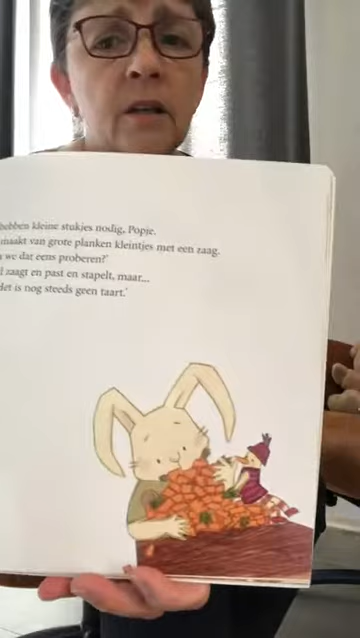 hebben kleine stukjes nodig, Popje.
maakt van grote planken kleintjes met een zaag.
we dat eens proberen?'
zaagt en past en stapelt, maar...
Het is nog steeds geen taart.'